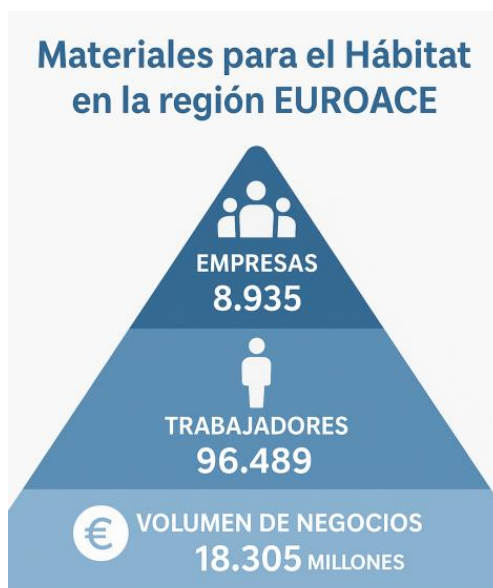 Materiales para el Hábitat
en la región EUROACE
EMPRESAS
8.935
TRABAJADORES
96.489
€ VOLUMEN DE NEGOCIOS
18.305 MILLONES